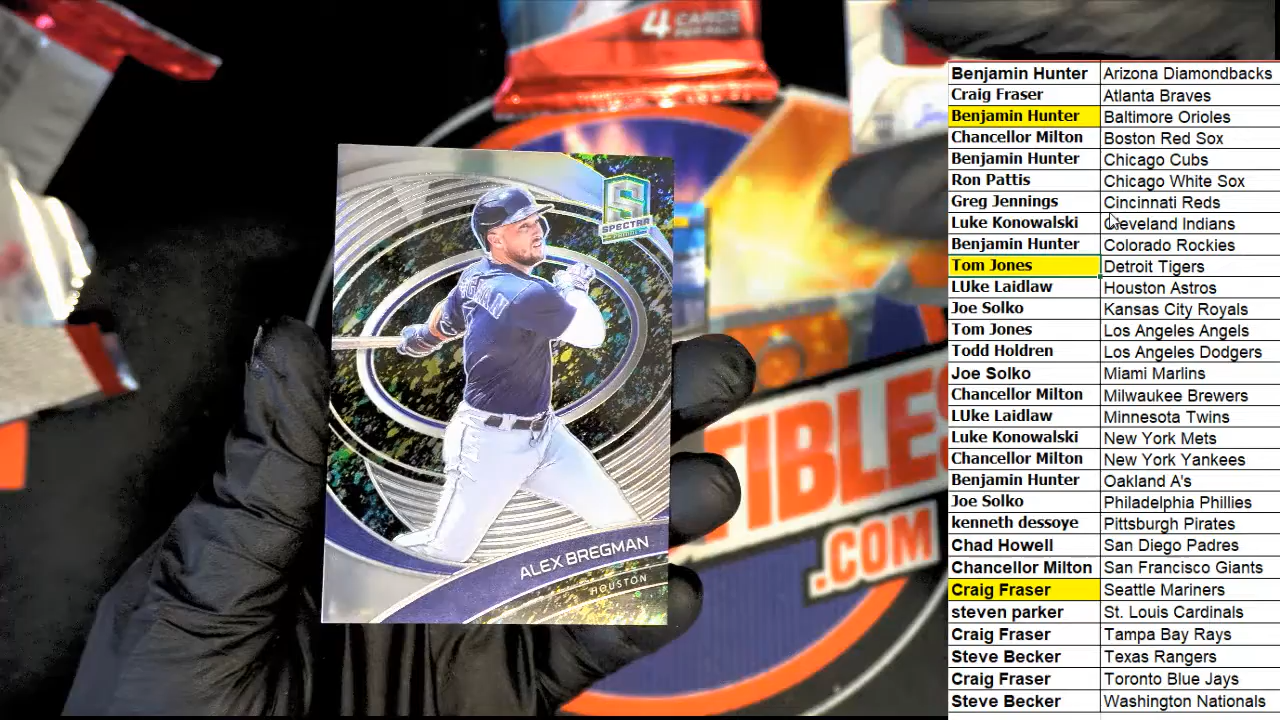 4 CARDS
PER PACK
SPECTRA
ALEX BREGMAN
HOUSTON
TIBLES
.COM
Benjamin Hunter Arizona Diamondbacks
Craig Fraser Atlanta Braves
Benjamin Hunter Baltimore Orioles
Chancellor Milton Boston Red Sox
Benjamin Hunter Chicago Cubs
Ron Pattis Chicago White Sox
Greg Jennings Cincinnati Reds
Luke Konowalski Cleveland Indians
Benjamin Hunter Colorado Rockies
Tom Jones Detroit Tigers
LUke Laidlaw Houston Astros
Joe Solko Kansas City Royals
Tom Jones Los Angeles Angels
Todd Holdren Los Angeles Dodgers
Joe Solko Miami Marlins
Chancellor Milton Milwaukee Brewers
LUke Laidlaw Minnesota Twins
Luke Konowalski New York Mets
Chancellor Milton New York Yankees
Benjamin Hunter Oakland A's
Joe Solko Philadelphia Phillies
kenneth dessoye Pittsburgh Pirates
Chad Howell San Diego Padres
Chancellor Milton San Francisco Giants
Craig Fraser Seattle Mariners
steven parker St. Louis Cardinals
Craig Fraser Tampa Bay Rays
Steve Becker Texas Rangers
Craig Fraser Toronto Blue Jays
Steve Becker Washington Nationals